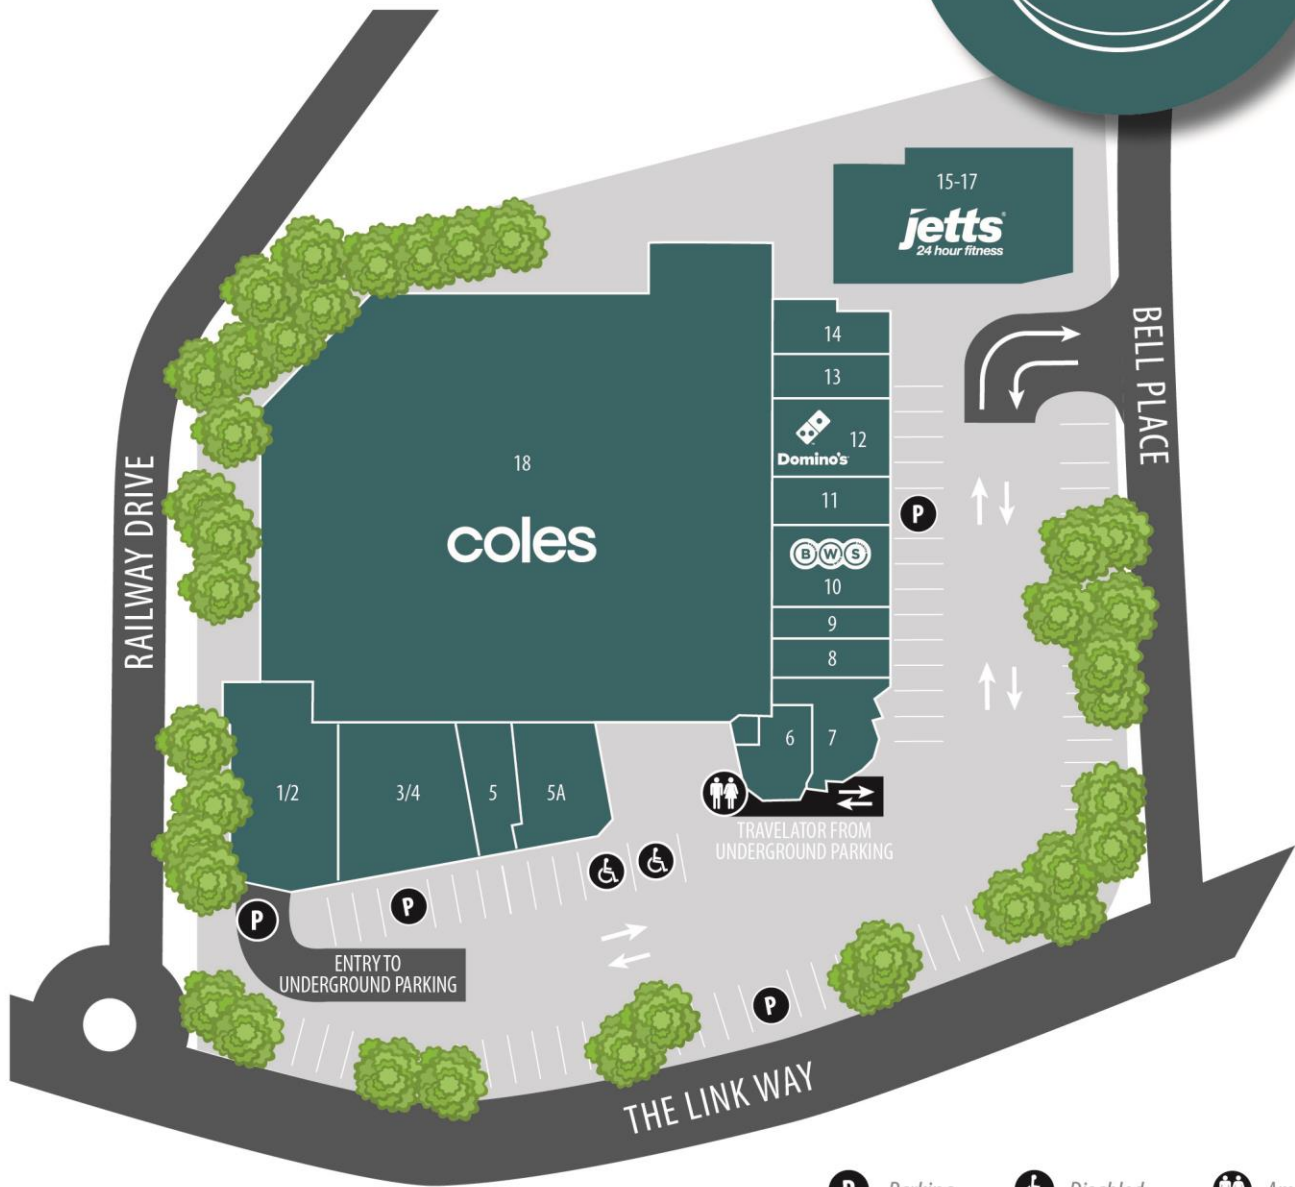 15-17
jetts
24 hour fitness
14
13
12
Domino's
11
BWS
10
9
8
7
6
18
coles
RAILWAY DRIVE
BELL PLACE
1/2
3/4
5
5A
TRAVELATOR FROM
UNDERGROUND PARKING
P
P
P
P
ENTRY TO
UNDERGROUND PARKING
THE LINK WAY
P Parking
Disabled